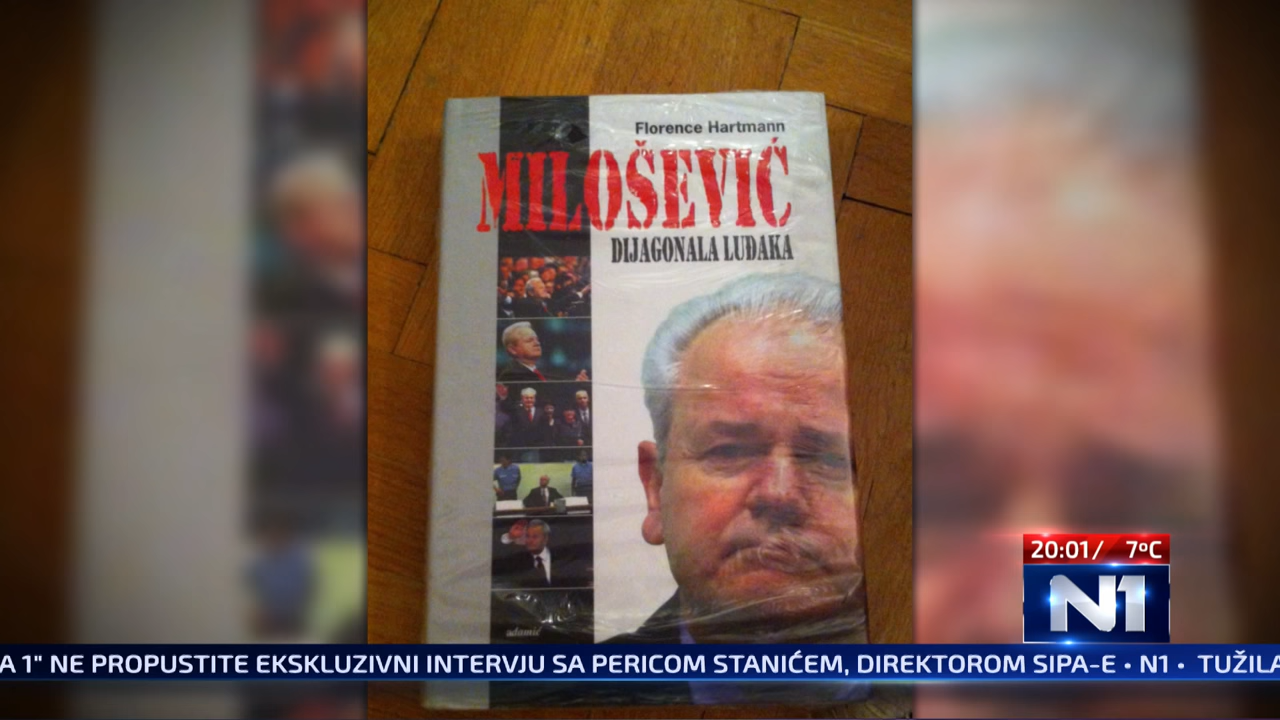 Florence Hartmann
MILOŠEVIĆ
DIJAGONALA LUĐAKA
adamić
20:01/ 7ºC
N1
A 1" NE PROPUSTITE EKSKLUZIVNI INTERVJU SA PERICOM STANIĆEM, DIREKTOROM SIPA-E • N1 • TUŽILA